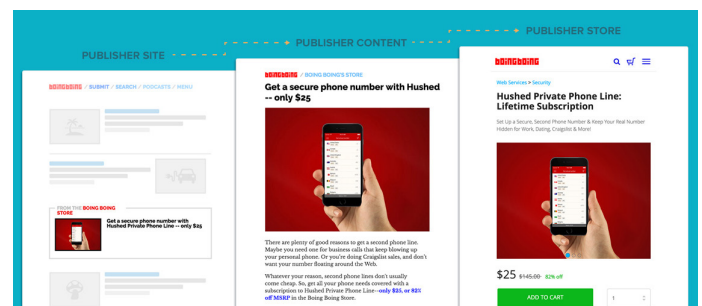 PUBLISHER SITE
PUBLISHER CONTENT
PUBLISHER STORE
boingboing / SUBMIT / SEARCH / PODCASTS / MENU
FROM THE BOING BOING
STORE
Get a secure phone number with
Hushed Private Phone Line -- only $25
boingboing / BOING BOING'S STORE
Get a secure phone number with Hushed
-- only $25
There are plenty of good reasons to get a second phone line.
Maybe you need one for business calls that keep blowing up
your personal phone. Or you're doing Craigslist sales, and don't
want your number floating around the Web.
Whatever your reason, second phone lines don't usually
come cheap. So, get all your phone needs covered with a
subscription to Hushed Private Phone Line--only $25, or 82%
off MSRP in the Boing Boing Store.
boingboing
Web Services > Security
Hushed Private Phone Line:
Lifetime Subscription
Set Up a Secure, Second Phone Number & Keep Your Real Number
Hidden for Work, Dating, Craigslist & More!
$25 $145.00 82% off
ADD TO CART
1